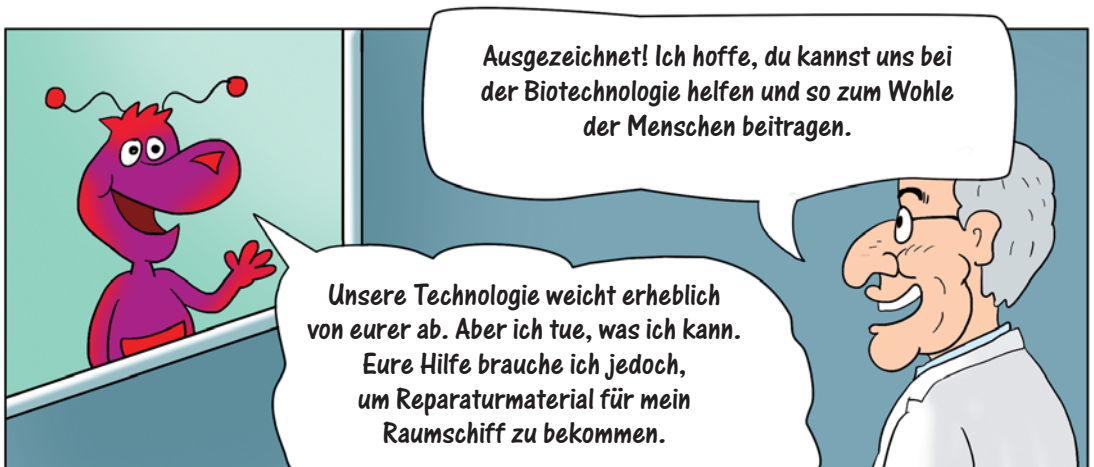 Ausgezeichnet! Ich hoffe, du kannst uns bei
der Biotechnologie helfen und so zum Wohle
der Menschen beitragen.
Unsere Technologie weicht erheblich
von eurer ab. Aber ich tue, was ich kann.
Eure Hilfe brauche ich jedoch,
um Reparaturmaterial für mein
Raumschiff zu bekommen.